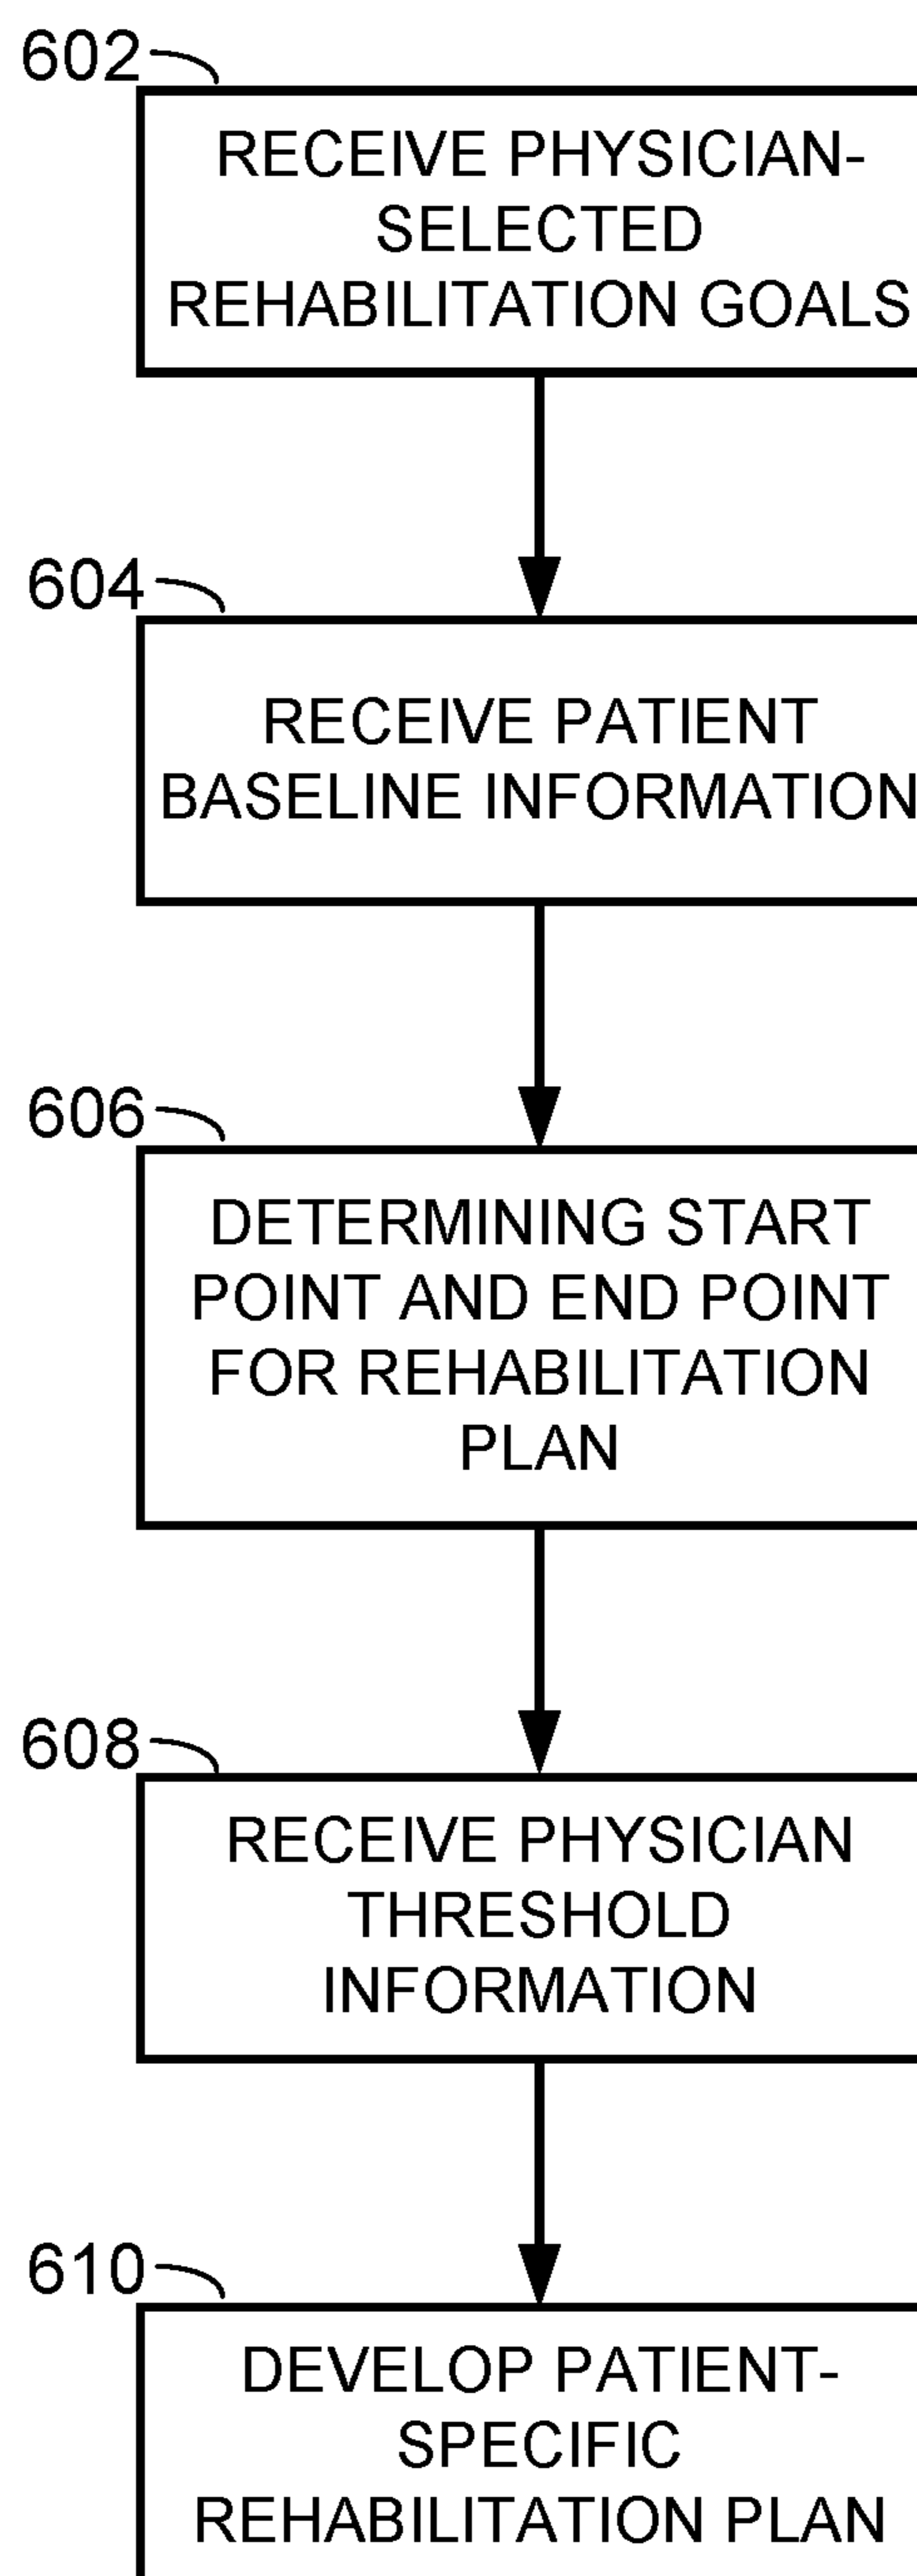 602
RECEIVE PHYSICIAN-
SELECTED
REHABILITATION GOALS
604
RECEIVE PATIENT
BASELINE INFORMATION
606
DETERMINING START
POINT AND END POINT
FOR REHABILITATION
PLAN
608
RECEIVE PHYSICIAN
THRESHOLD
INFORMATION
610
DEVELOP PATIENT-
SPECIFIC
REHABILITATION PLAN